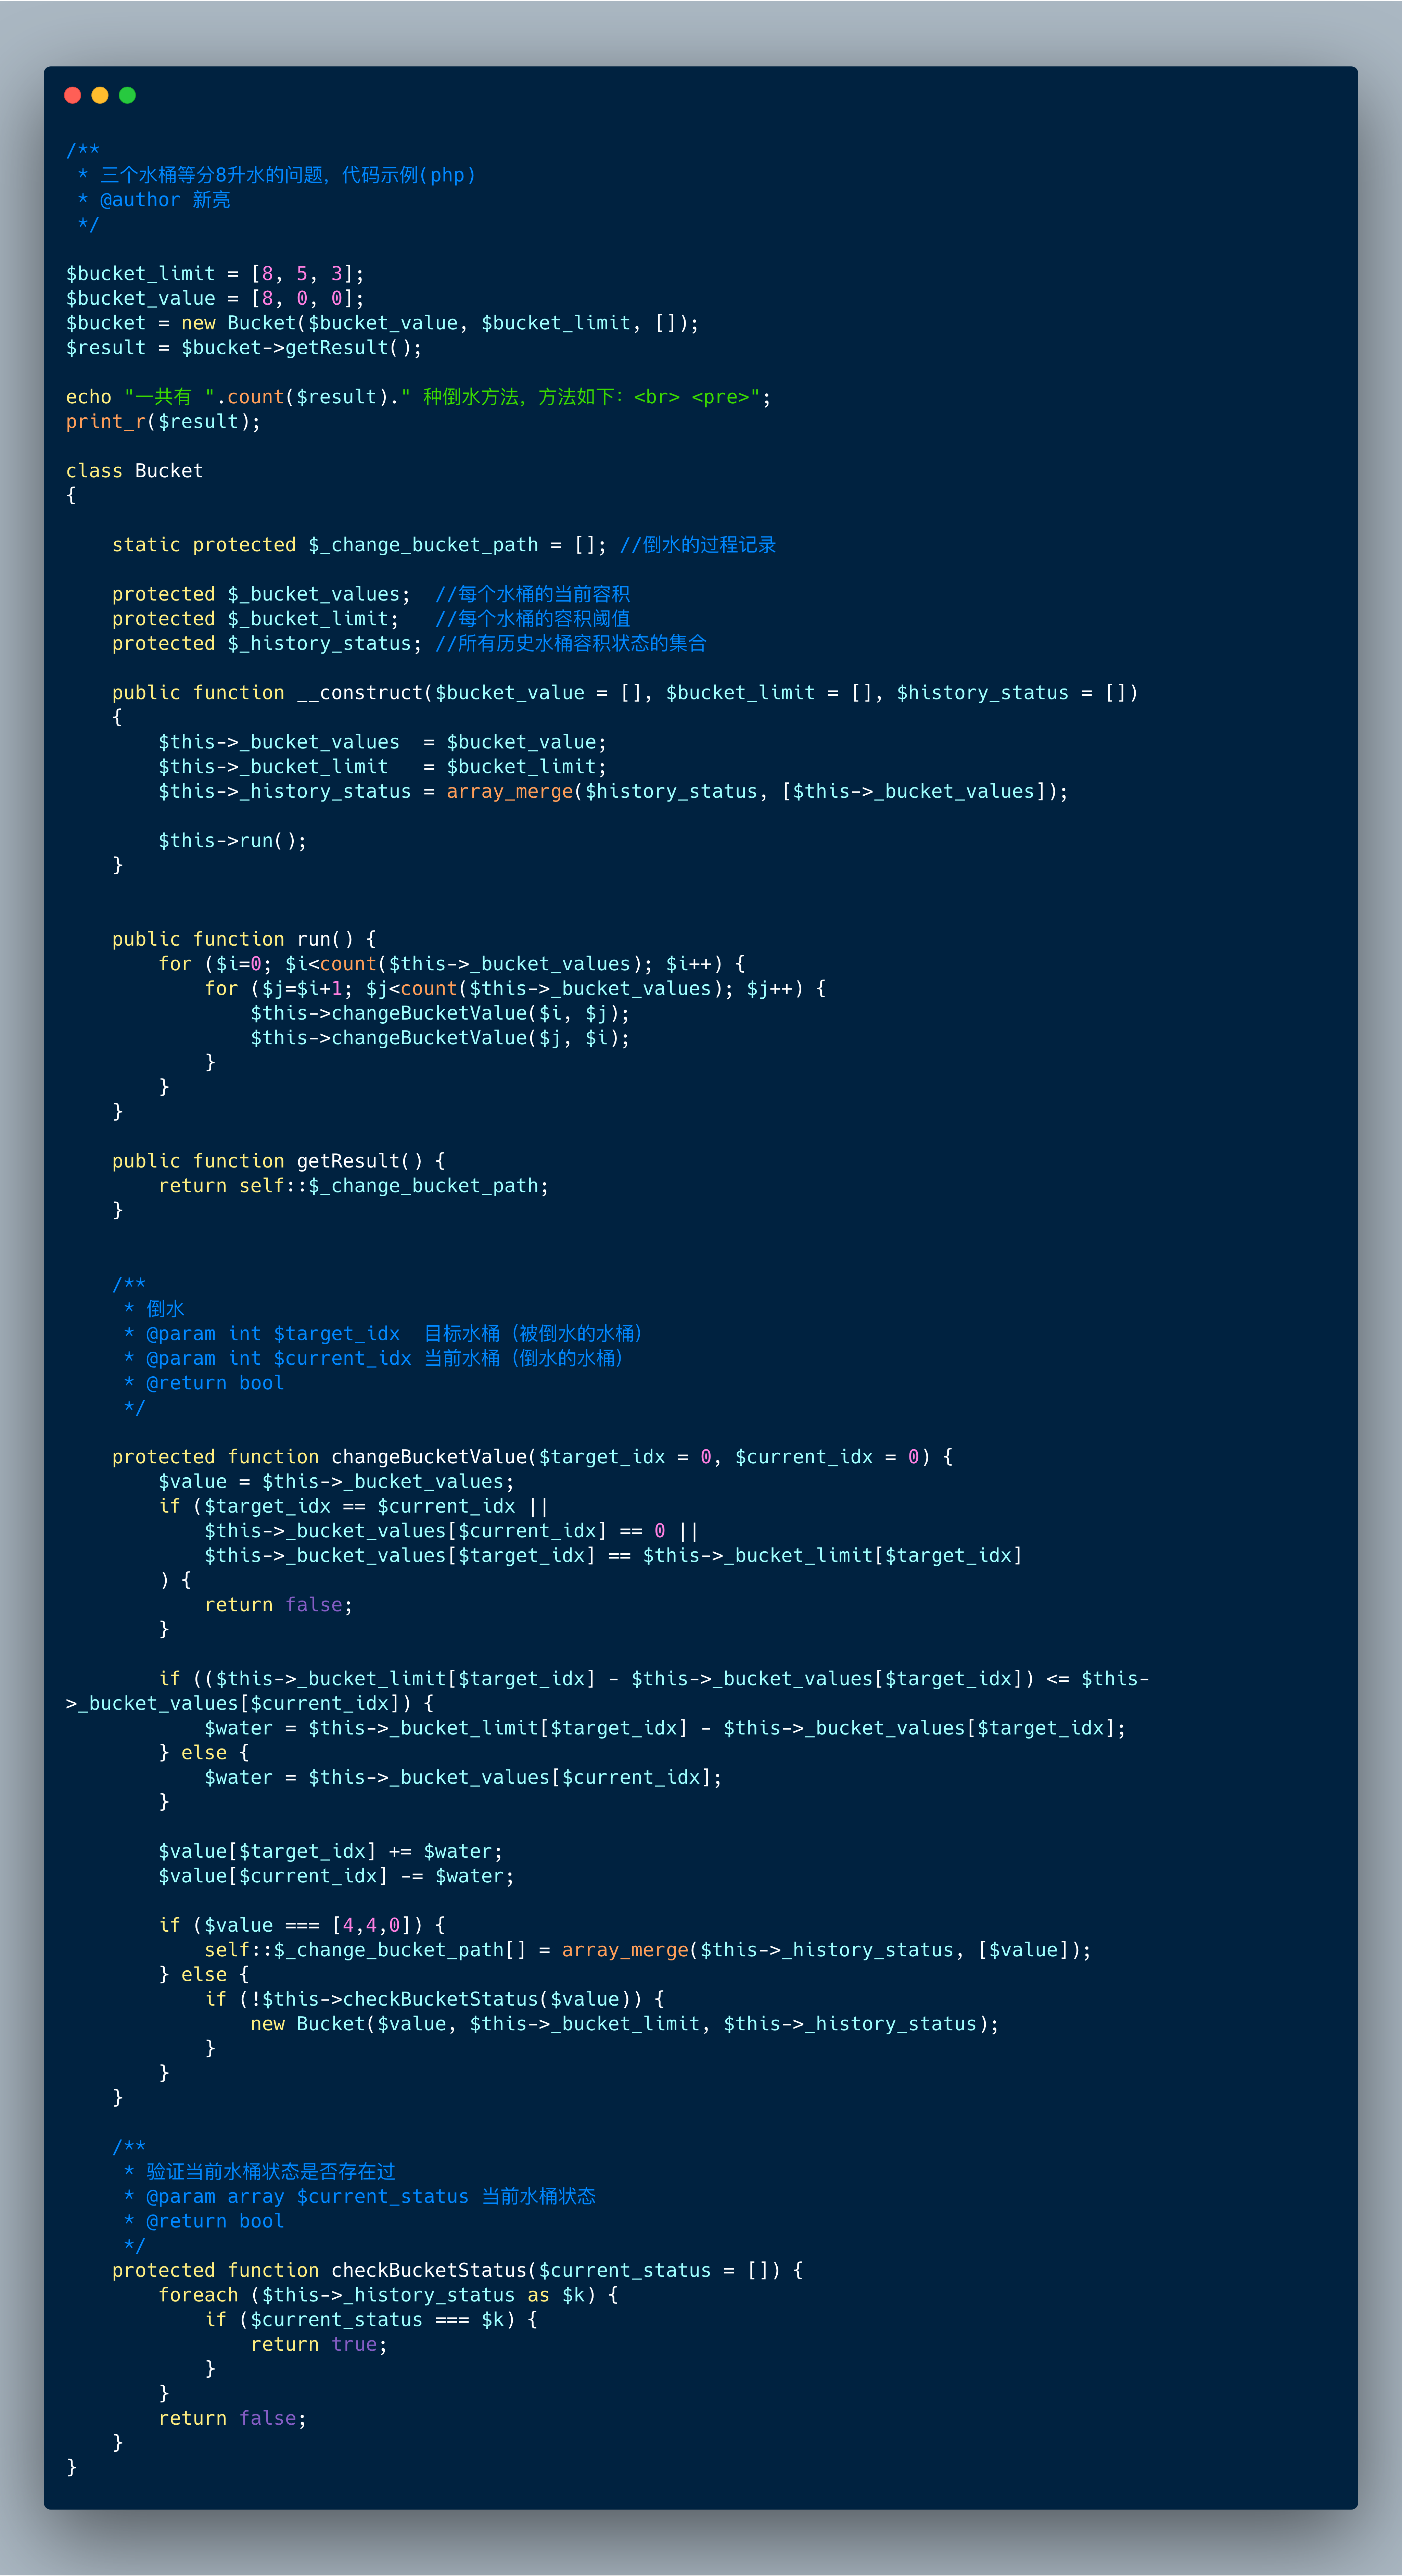 /**
 * 三个水桶等分8升水的问题，代码示例(php)
 * @author 新亮
 */
$bucket_limit = [8, 5, 3];
$bucket_value = [8, 0, 0];
$bucket = new Bucket($bucket_value, $bucket_limit, []);
$result = $bucket->getResult();
echo "一共有 ".count($result)." 种倒水方法，方法如下：<br> <pre>";
print_r($result);
class Bucket
{
    static protected $_change_bucket_path = []; //倒水的过程记录
    protected $_bucket_values;  //每个水桶的当前容积
    protected $_bucket_limit;   //每个水桶的容积阈值
    protected $_history_status; //所有历史水桶容积状态的集合
    public function __construct($bucket_value = [], $bucket_limit = [], $history_status = [])
    {
        $this->_bucket_values  = $bucket_value;
        $this->_bucket_limit   = $bucket_limit;
        $this->_history_status = array_merge($history_status, [$this->_bucket_values]);
        $this->run();
    }
    public function run() {
        for ($i=0; $i<count($this->_bucket_values); $i++) {
            for ($j=$i+1; $j<count($this->_bucket_values); $j++) {
                $this->changeBucketValue($i, $j);
                $this->changeBucketValue($j, $i);
            }
        }
    }
    public function getResult() {
        return self::$_change_bucket_path;
    }
    /**
     * 倒水
     * @param int $target_idx  目标水桶（被倒水的水桶）
     * @param int $current_idx 当前水桶（倒水的水桶）
     * @return bool
     */
    protected function changeBucketValue($target_idx = 0, $current_idx = 0) {
        $value = $this->_bucket_values;
        if ($target_idx == $current_idx ||
            $this->_bucket_values[$current_idx] == 0 ||
            $this->_bucket_values[$target_idx] == $this->_bucket_limit[$target_idx]
        ) {
            return false;
        }
        if (($this->_bucket_limit[$target_idx] - $this->_bucket_values[$target_idx]) <= $this-
>_bucket_values[$current_idx]) {
            $water = $this->_bucket_limit[$target_idx] - $this->_bucket_values[$target_idx];
        } else {
            $water = $this->_bucket_values[$current_idx];
        }
        $value[$target_idx] += $water;
        $value[$current_idx] -= $water;
        if ($value === [4,4,0]) {
            self::$_change_bucket_path[] = array_merge($this->_history_status, [$value]);
        } else {
            if (!$this->checkBucketStatus($value)) {
                new Bucket($value, $this->_bucket_limit, $this->_history_status);
            }
        }
    }
    /**
     * 验证当前水桶状态是否存在过
     * @param array $current_status 当前水桶状态
     * @return bool
     */
    protected function checkBucketStatus($current_status = []) {
        foreach ($this->_history_status as $k) {
            if ($current_status === $k) {
                return true;
            }
        }
        return false;
    }
}